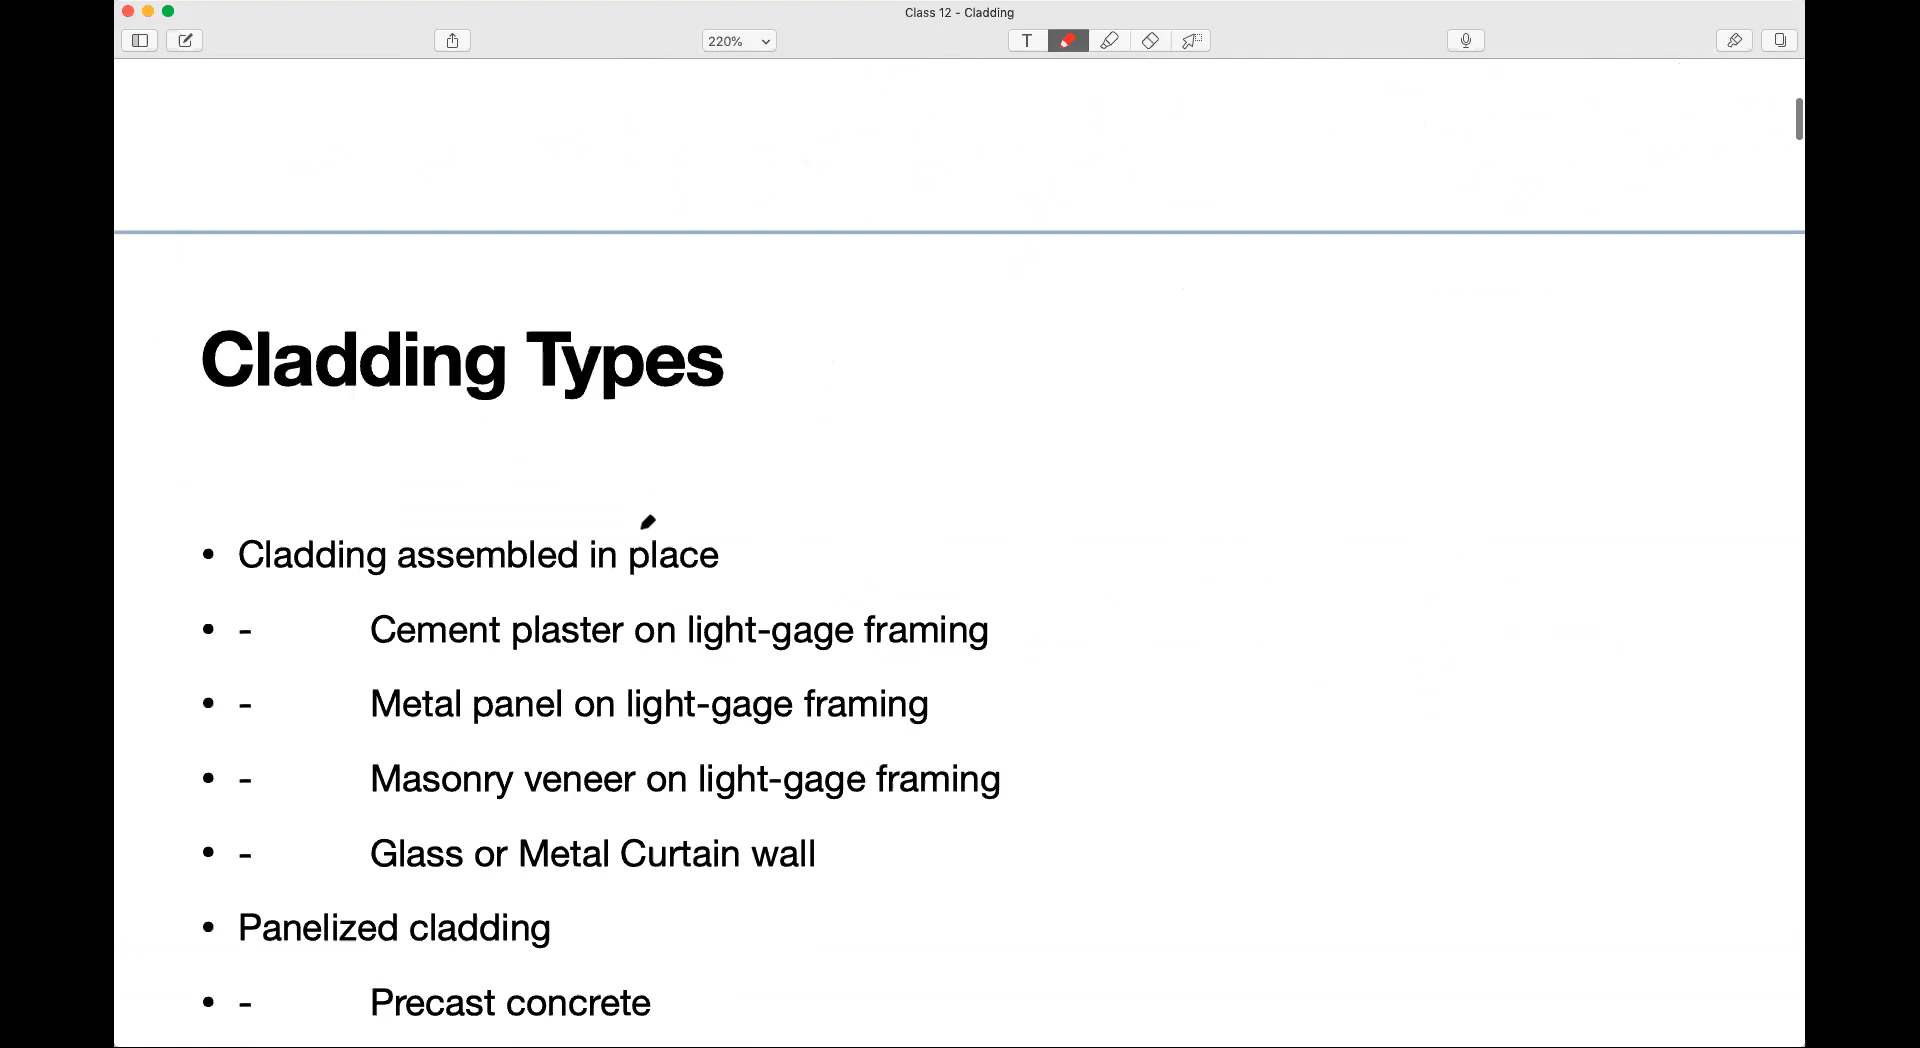 Class 12 - Cladding
220%
T
Cladding Types
• Cladding assembled in place
• - Cement plaster on light-gage framing
• - Metal panel on light-gage framing
• - Masonry veneer on light-gage framing
• - Glass or Metal Curtain wall
• Panelized cladding
• - Precast concrete